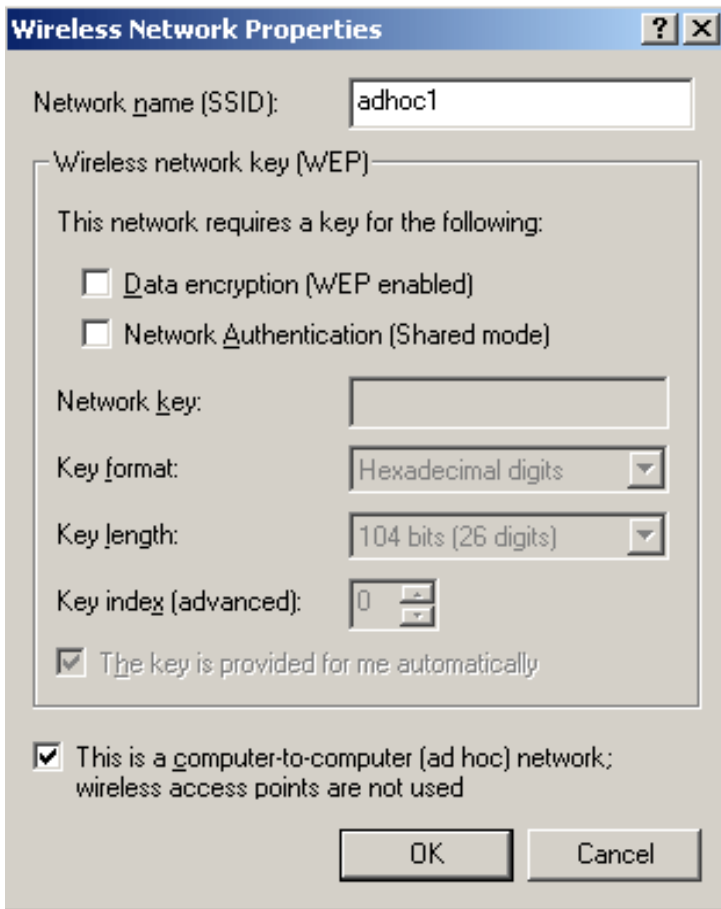 Wireless Network Properties
Network name (SSID): adhoc1
Wireless network key (WEP)
This network requires a key for the following:
Data encryption (WEP enabled)
Network Authentication (Shared mode)
Network key:
Key format: Hexadecimal digits
Key length: 104 bits (26 digits)
Key index (advanced): 0
The key is provided for me automatically
This is a computer-to-computer (ad hoc) network;
wireless access points are not used
OK Cancel